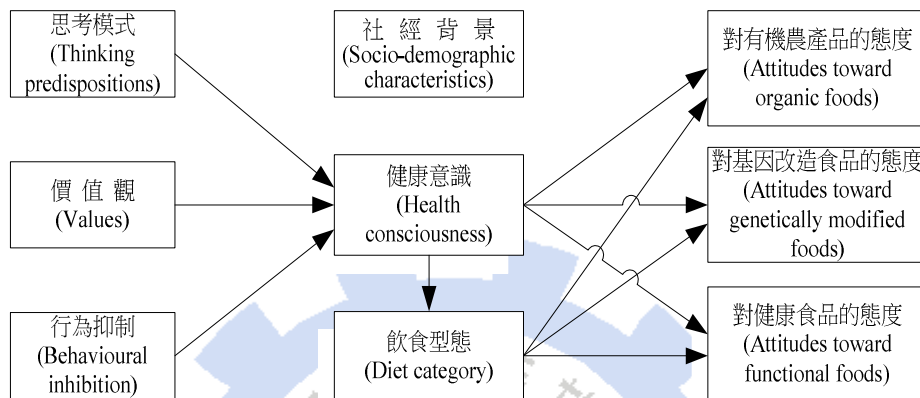 思考模式
(Thinking
predispositions)
社 經 背 景
(Socio-demographic
characteristics)
對有機農產品的態度
(Attitudes toward
organic foods)
價 值 觀
(Values)
健康意識
(Health
consciousness)
對基因改造食品的態度
(Attitudes toward
genetically modified
foods)
行為抑制
(Behavioural
inhibition)
飲食型態
(Diet category)
對健康食品的態度
(Attitudes toward
functional foods)